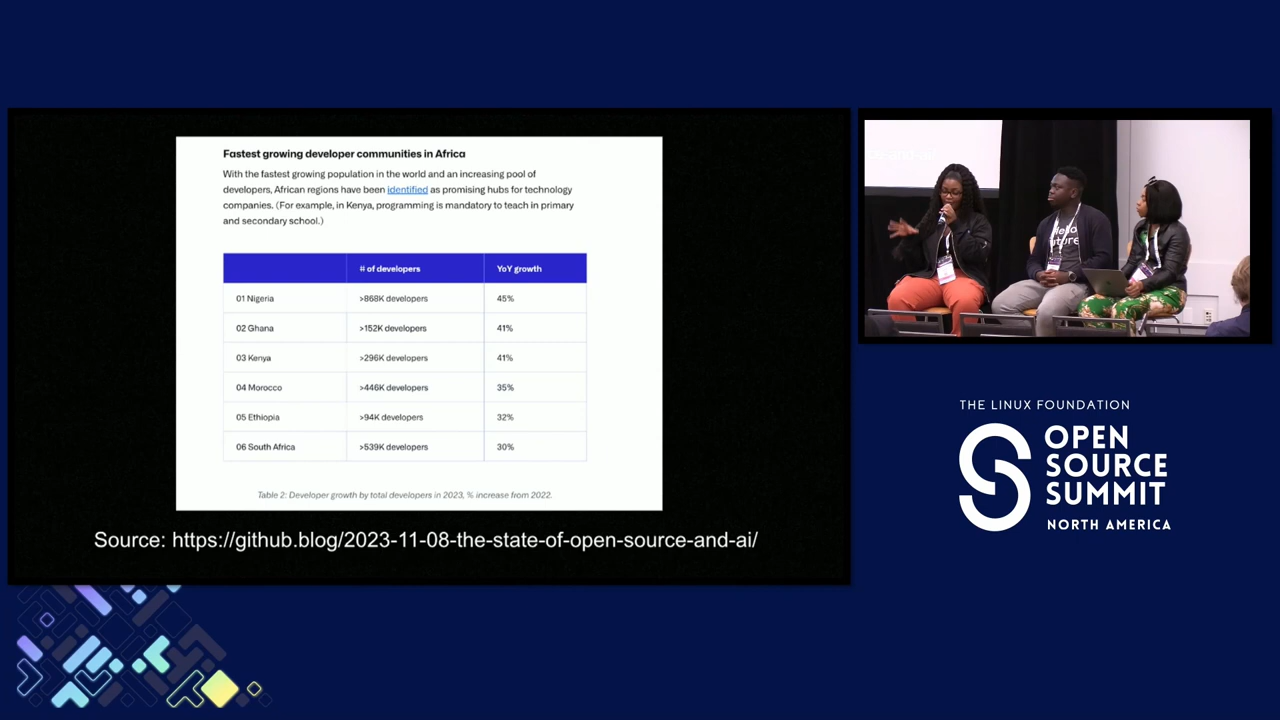 Fastest growing developer communities in Africa
With the fastest growing population in the world and an increasing pool of
developers, African regions have been identified as promising hubs for technology
companies. (For example, in Kenya, programming is mandatory to teach in primary
and secondary school.)
# of developers YoY growth
01 Nigeria >868K developers 45%
02 Ghana >152K developers 41%
03 Kenya >296K developers 41%
04 Morocco >446K developers 35%
05 Ethiopia >94K developers 32%
06 South Africa >539K developers 30%
Table 2: Developer growth by total developers in 2023, % increase from 2022.
Source: https://github.blog/2023-11-08-the-state-of-open-source-and-ai/
Hello
future
THE LINUX FOUNDATION
OPEN
SOURCE
SUMMIT
NORTH AMERICA